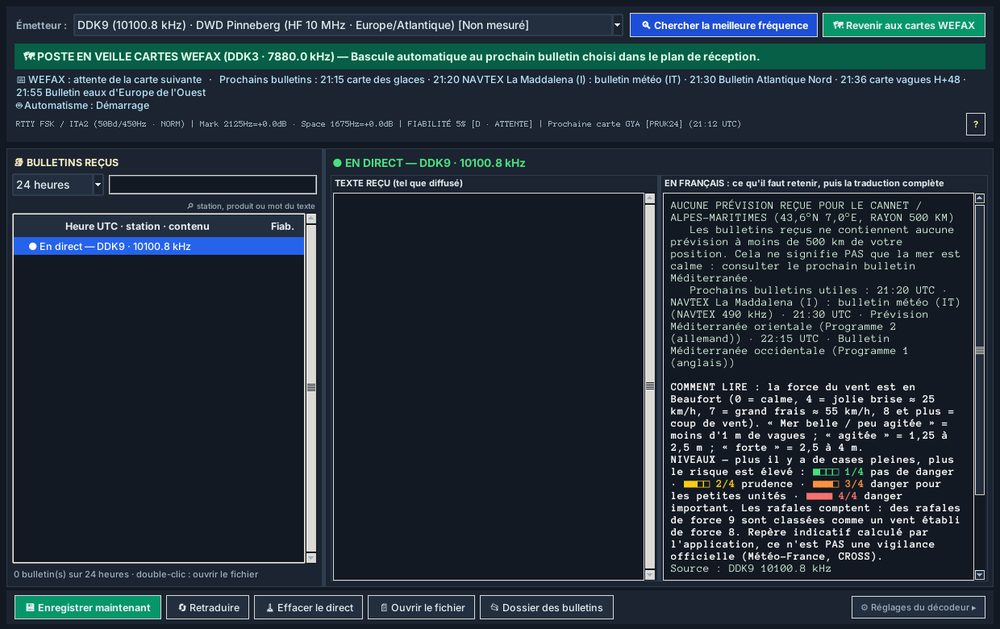 Émetteur :
DDK9 (10100.8 kHz) · DWD Pinneberg (HF 10 MHz · Europe/Atlantique) [Non mesuré]
Chercher la meilleure fréquence
Revenir aux cartes WEFAX
POSTE EN VEILLE CARTES WEFAX (DDK3 · 7880.0 kHz) — Bascule automatique au prochain bulletin choisi dans le plan de réception.
WEFAX : attente de la carte suivante · Prochains bulletins : 21:15 carte des glaces · 21:20 NAVTEX La Maddalena (I) : bulletin météo (IT) · 21:30 Bulletin Atlantique Nord · 21:36 carte vagues H+48 ·
21:55 Bulletin eaux d'Europe de l'Ouest
Automatisme : Démarrage
RTTY FSK / ITA2 (50Bd/450Hz · NORM) | Mark 2125Hz=+0.0dB · Space 1675Hz=+0.0dB | FIABILITÉ 5% [D · ATTENTE] | Prochaine carte GYA [PRUK24] (21:12 UTC)
?
BULLETINS REÇUS
24 heures
station, produit ou mot du texte
Heure UTC · station · contenu Fiab.
En direct — DDK9 · 10100.8 kHz
0 bulletin(s) sur 24 heures · double-clic : ouvrir le fichier
EN DIRECT — DDK9 · 10100.8 kHz
TEXTE REÇU (tel que diffusé)
EN FRANÇAIS : ce qu'il faut retenir, puis la traduction complète
AUCUNE PRÉVISION REÇUE POUR LE CANNET /
ALPES-MARITIMES (43,6°N 7,0°E, RAYON 500 KM)
Les bulletins reçus ne contiennent aucune
prévision à moins de 500 km de votre
position. Cela ne signifie PAS que la mer est
calme : consulter le prochain bulletin
Méditerranée.
Prochains bulletins utiles : 21:20 UTC ·
NAVTEX La Maddalena (I) : bulletin météo (IT)
(NAVTEX 490 kHz) · 21:30 UTC · Prévision
Méditerranée orientale (Programme 2
(allemand)) · 22:15 UTC · Bulletin
Méditerranée occidentale (Programme 1
(anglais))
COMMENT LIRE : la force du vent est en
Beaufort (0 = calme, 4 = jolie brise ≈ 25
km/h, 7 = grand frais ≈ 55 km/h, 8 et plus =
coup de vent). « Mer belle / peu agitée » =
moins d'1 m de vagues ; « agitée » = 1,25 à
2,5 m ; « forte » = 2,5 à 4 m.
NIVEAUX — plus il y a de cases pleines, plus
le risque est élevé : ■□□□ 1/4 pas de danger
· ■■□□ 2/4 prudence · ■■■□ 3/4 danger pour
les petites unités · ■■■■ 4/4 danger
important. Les rafales comptent : des rafales
de force 9 sont classées comme un vent établi
de force 8. Repère indicatif calculé par
l'application, ce n'est PAS une vigilance
officielle (Météo-France, CROSS).
Source : DDK9 10100.8 kHz
Enregistrer maintenant
Retraduire
Effacer le direct
Ouvrir le fichier
Dossier des bulletins
Réglages du décodeur ▸